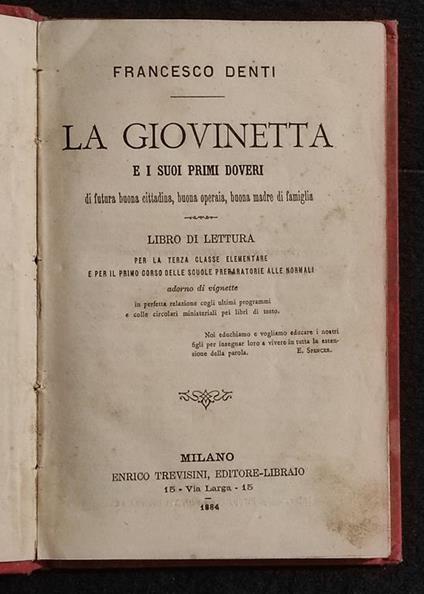 FRANCESCO DENTI
LA GIOVINETTA
E I SUOI PRIMI DOVERI
di futura buona cittadina, buona operaia, buona madre di famiglia
LIBRO DI LETTURA
PER LA TERZA CLASSE ELEMENTARE
E PER IL PRIMO CORSO DELLE SCUOLE PREPARATORIE ALLE NORMALI
adorno di vignette
in perfetta relazione cogli ultimi programmi
e colle circolari ministeriali pei libri di testo.
Noi educhiamo e vogliamo educare i nostri
figli per insegnar loro a vivere in tutta la esten-
sione della parola. E. SPENCER.
MILANO
ENRICO TREVISINI, EDITORE-LIBRAIO
15 - Via Larga - 15
1884